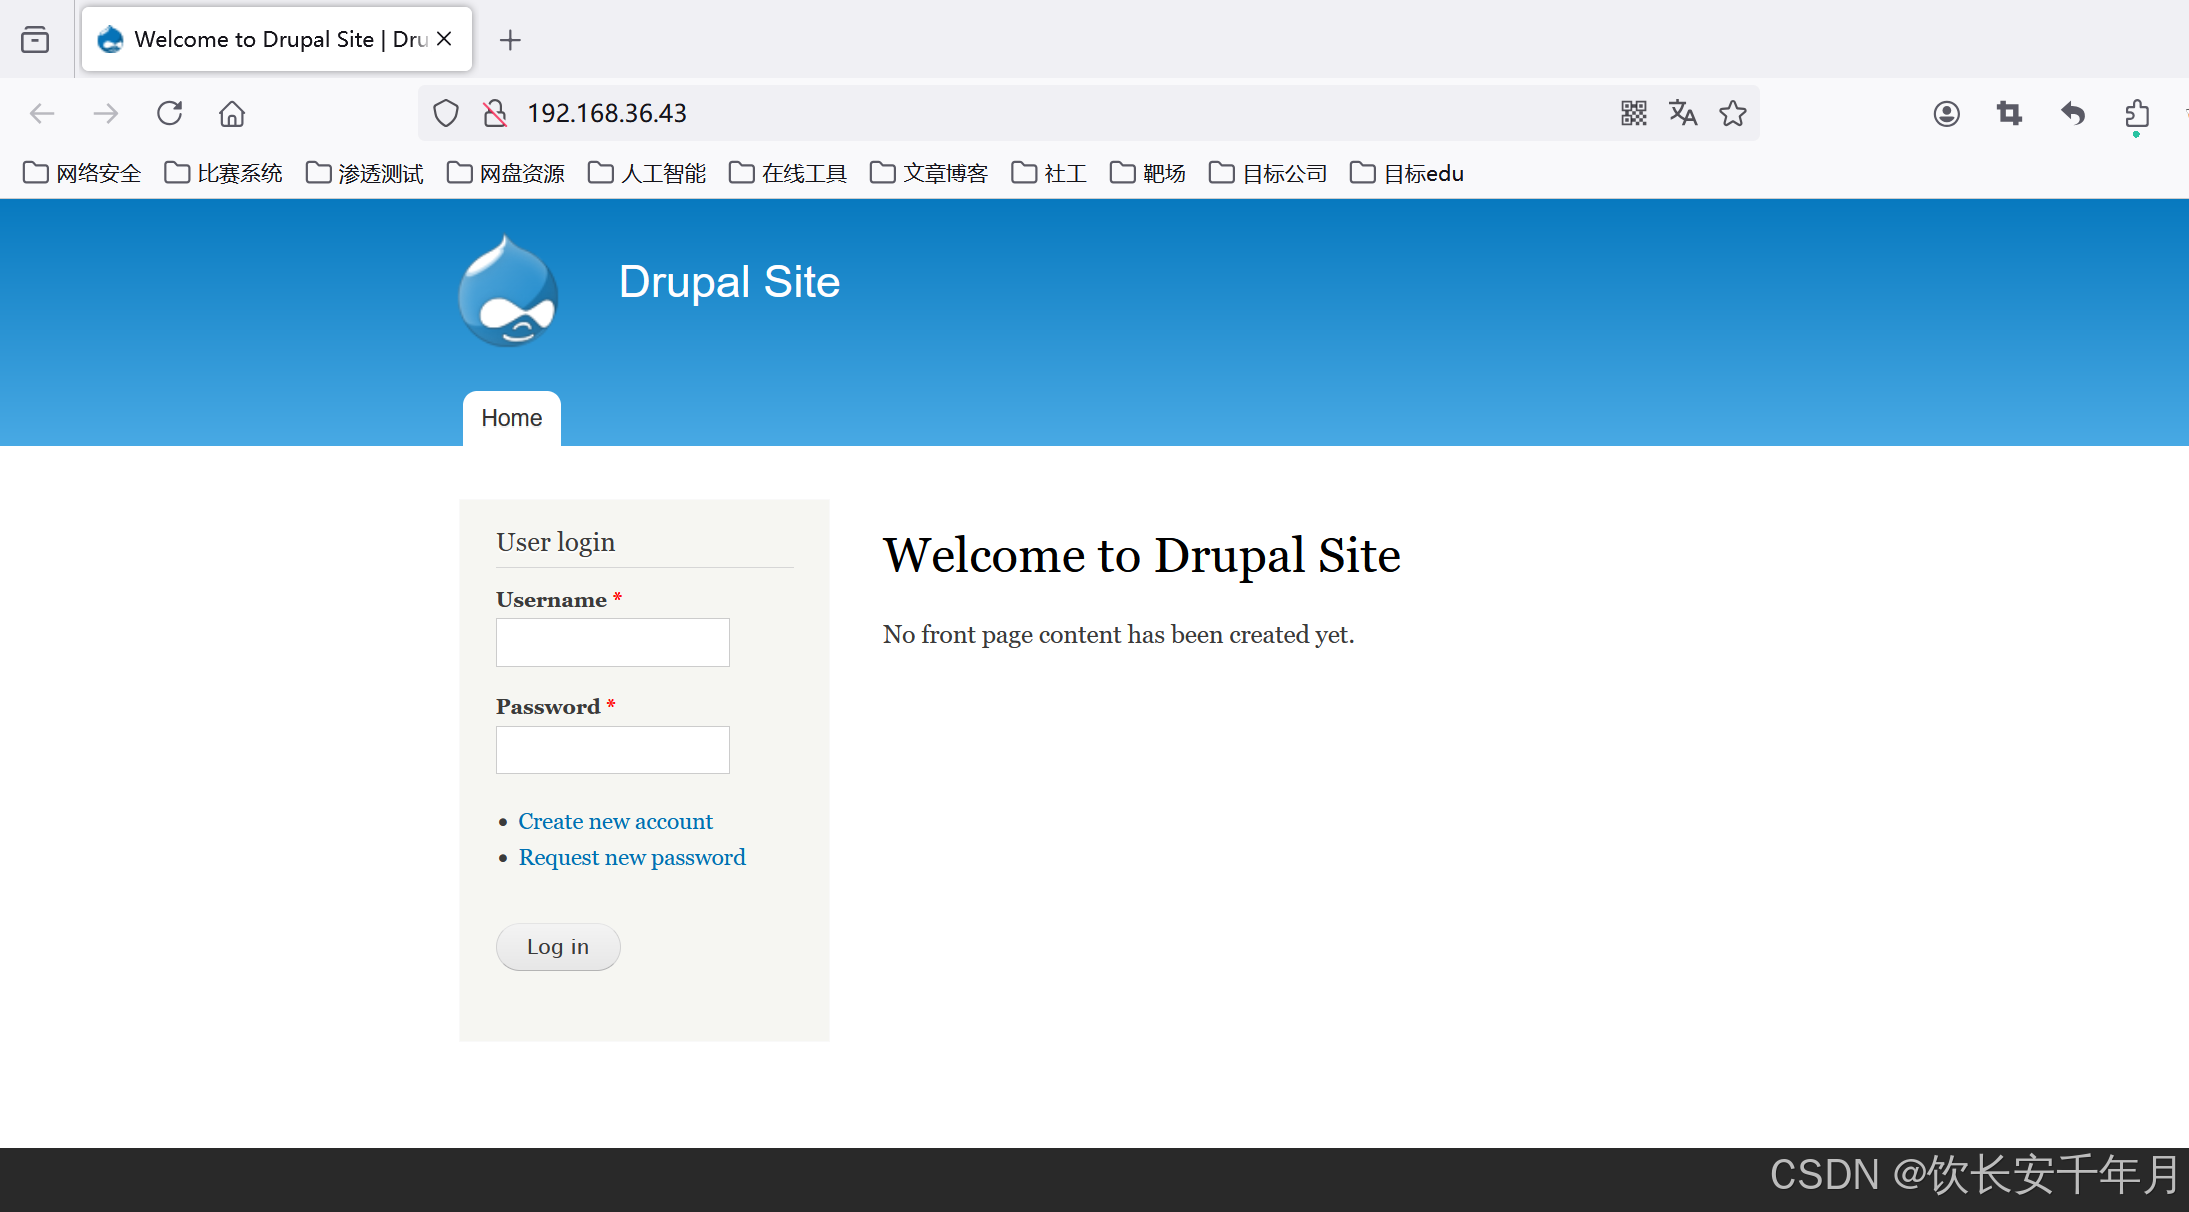 Welcome to Drupal Site | Dru
192.168.36.43
网络安全 比赛系统 渗透测试 网盘资源 人工智能 在线工具 文章博客 社工 靶场 目标公司 目标edu
Drupal Site
Home
User login
Username *
Password *
Create new account
Request new password
Log in
Welcome to Drupal Site
No front page content has been created yet.
CSDN @饮长安千年月